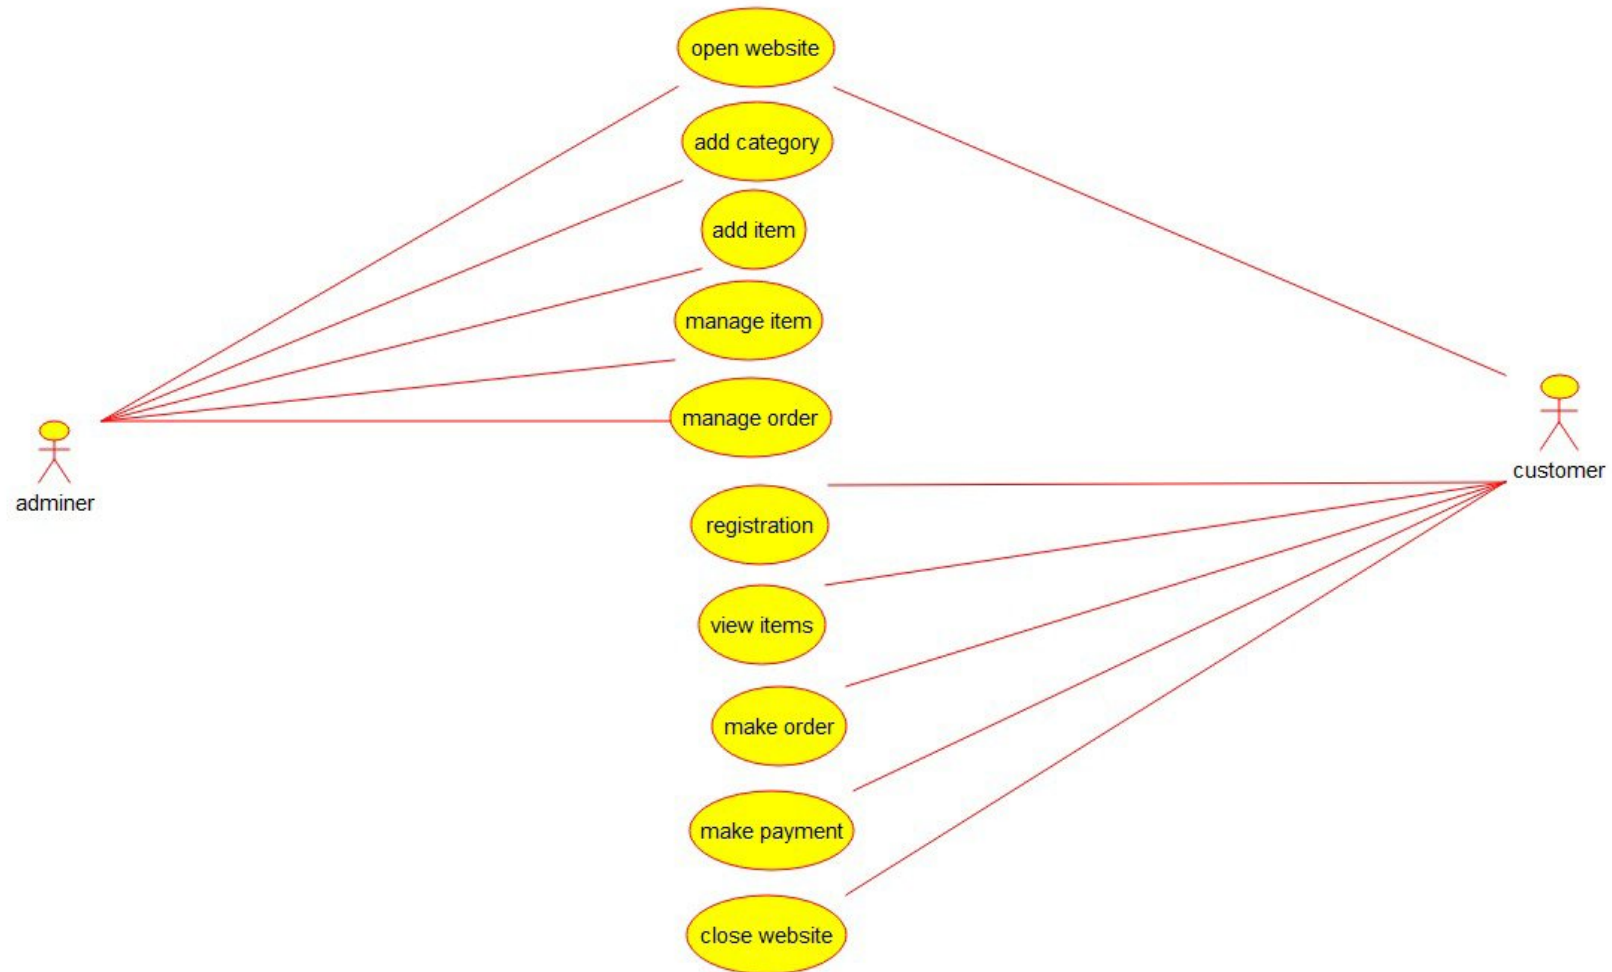 open website
add category
add item
manage item
manage order
adminer
customer
registration
view items
make order
make payment
close website